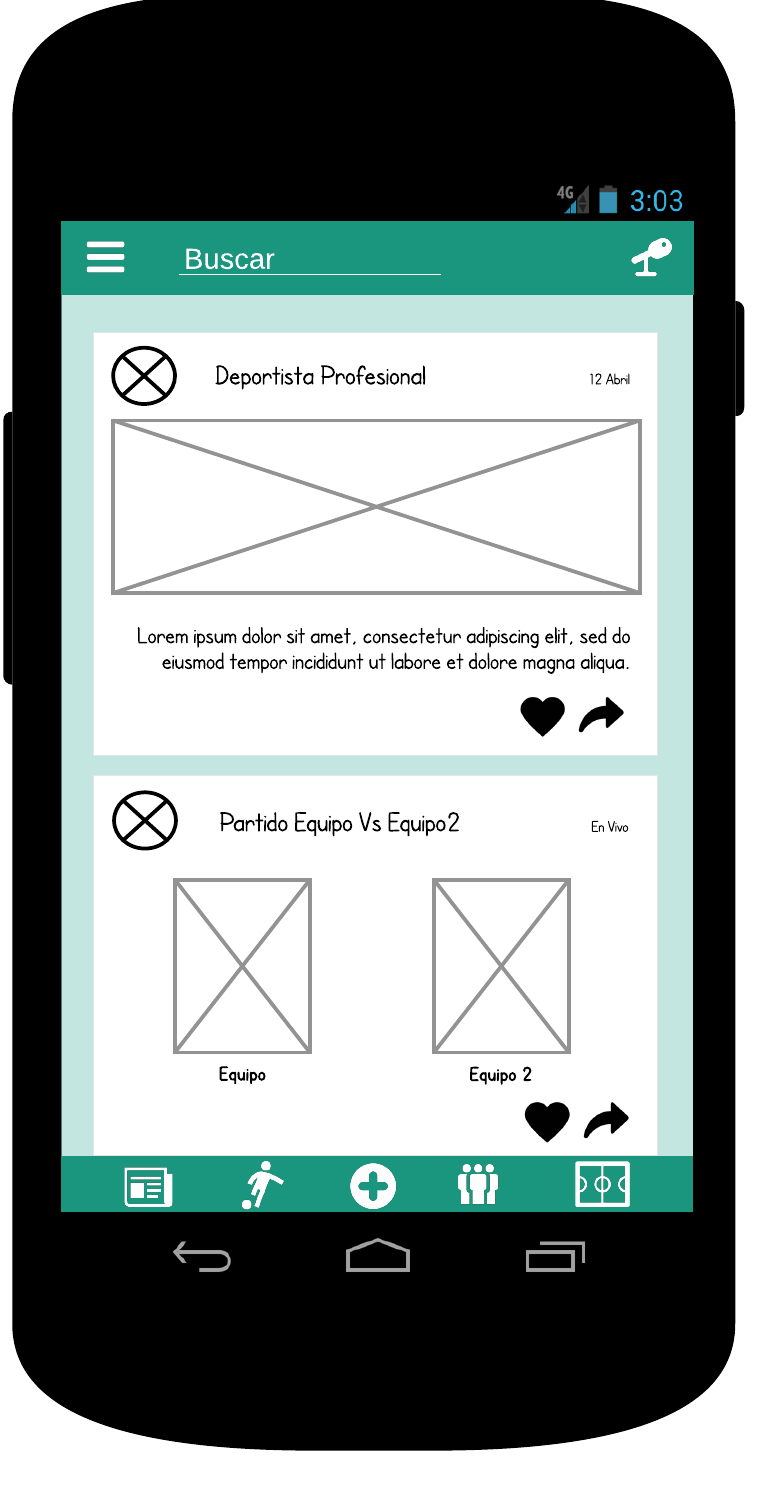 4G 3:03
Buscar
Deportista Profesional 12 Abril
Lorem ipsum dolor sit amet, consectetur adipiscing elit, sed do
eiusmod tempor incididunt ut labore et dolore magna aliqua.
Partido Equipo Vs Equipo2 En Vivo
Equipo Equipo 2